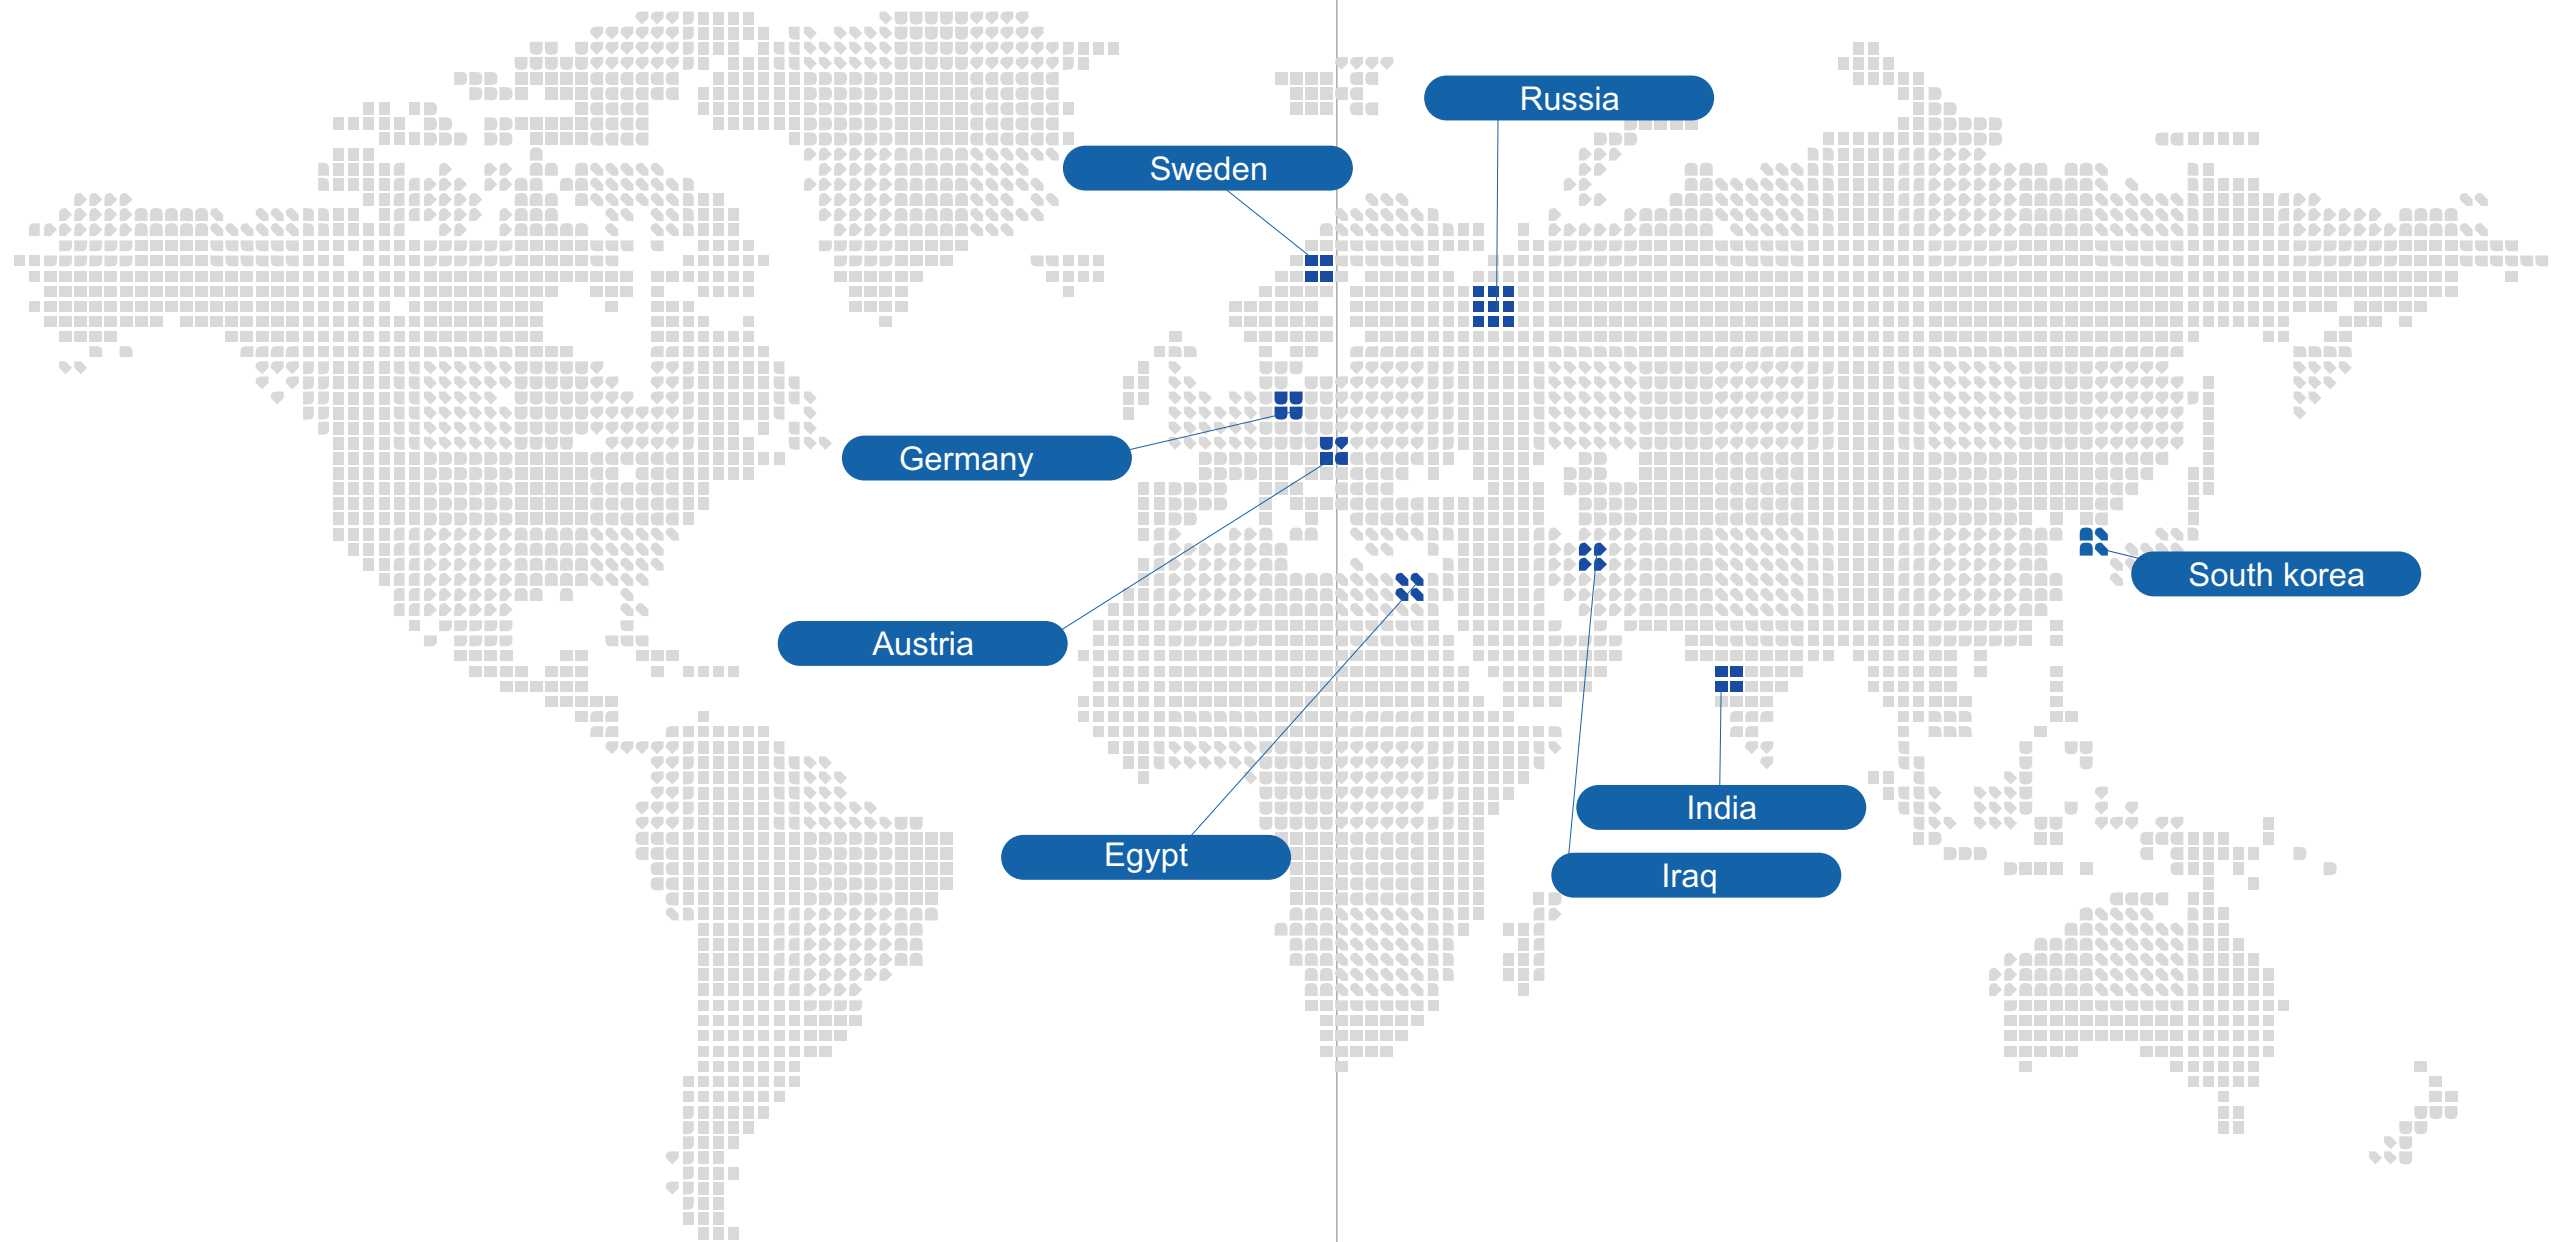 Russia
Sweden
Germany
South korea
Austria
India
Egypt
Iraq